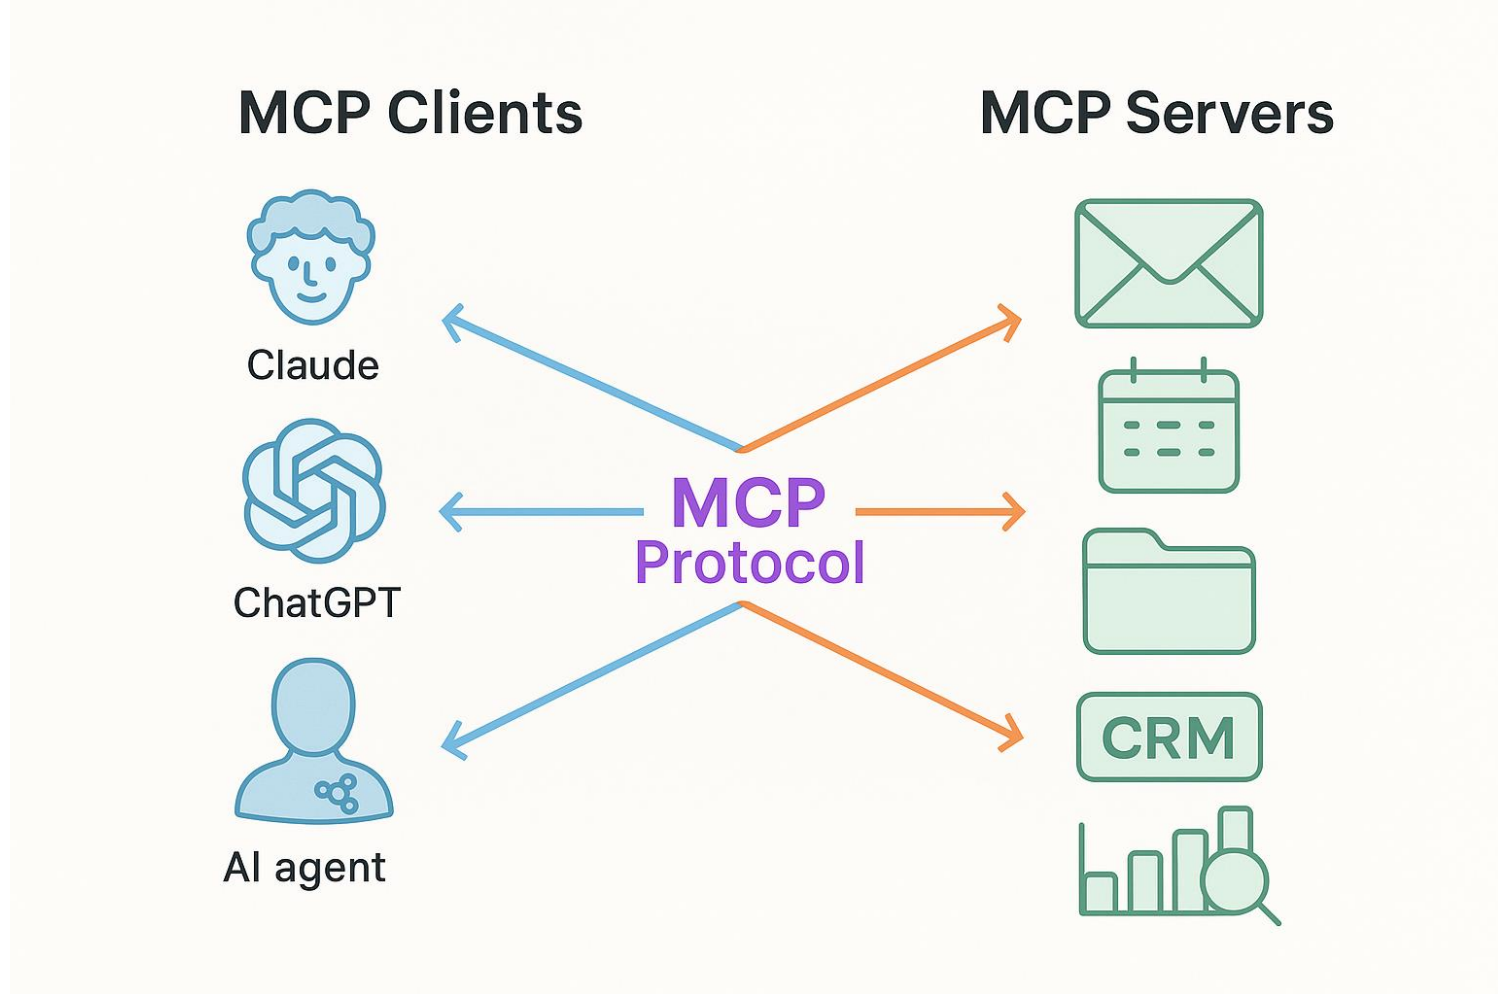 MCP Clients
MCP Servers
Claude
ChatGPT
AI agent
MCP
Protocol
CRM